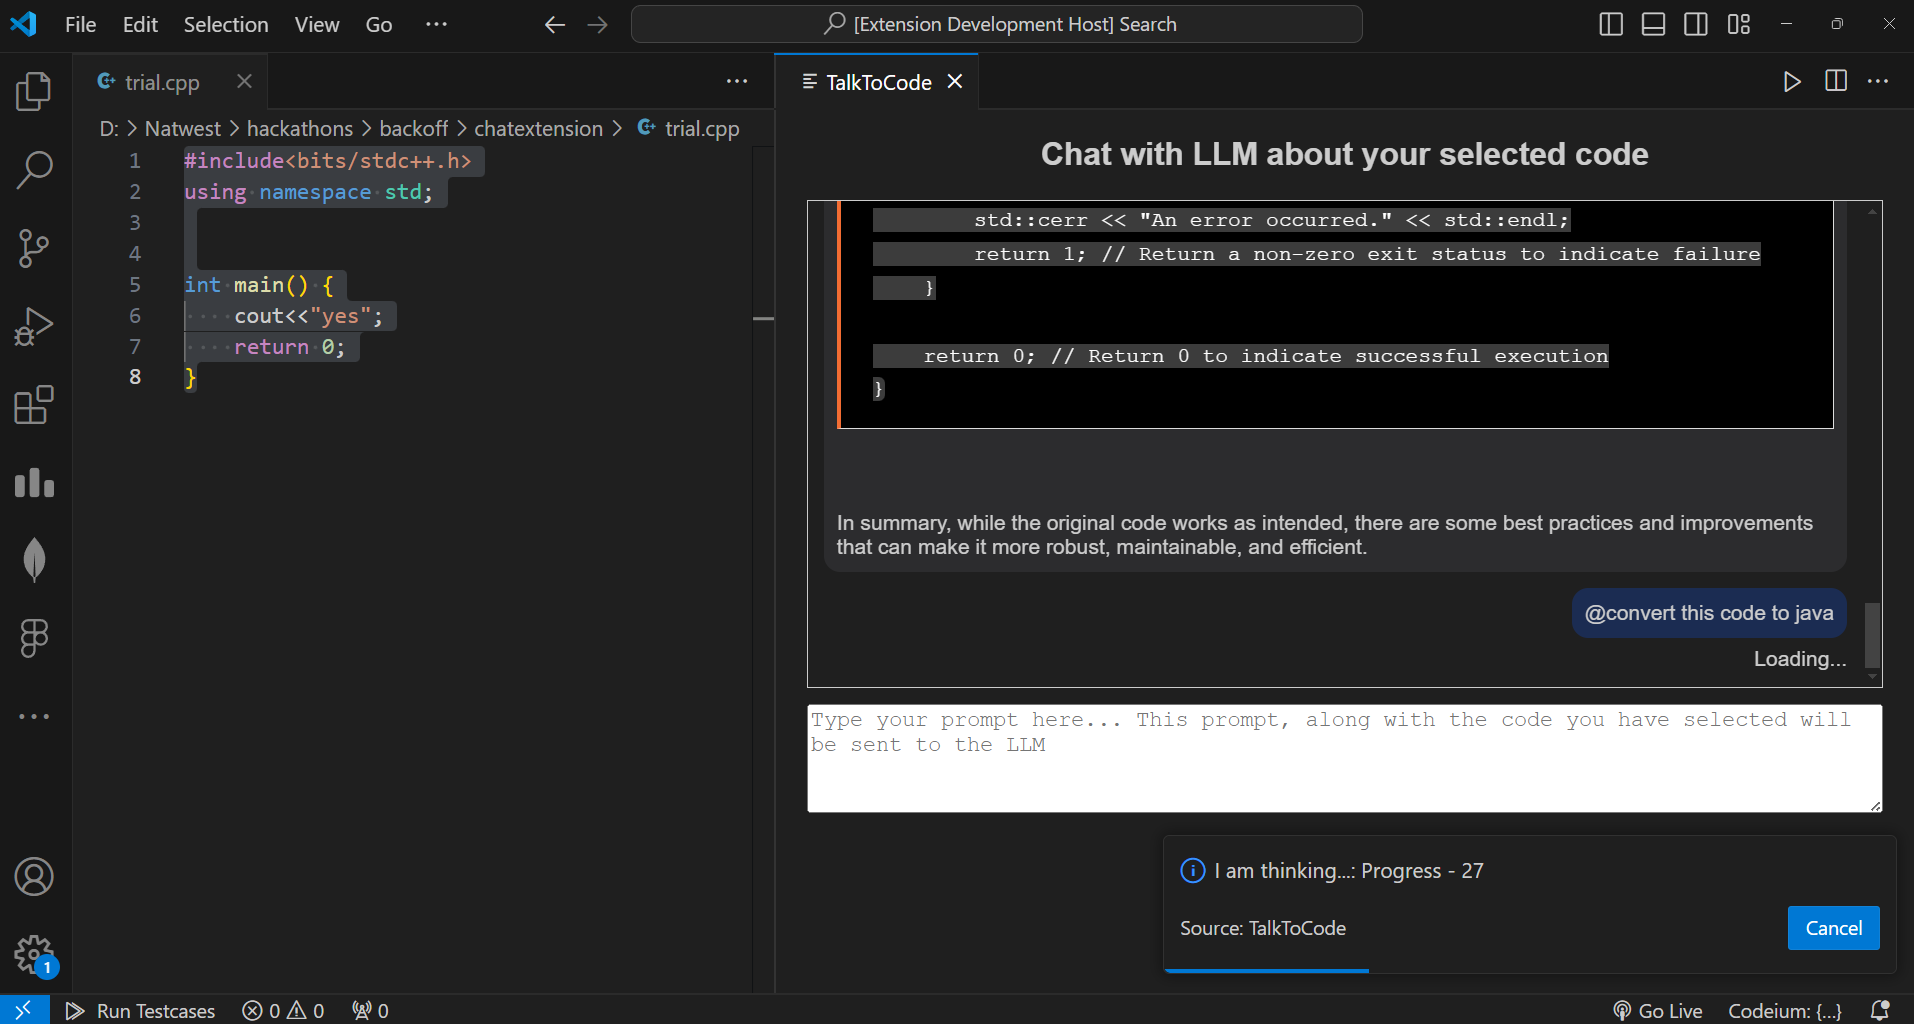 File Edit Selection View Go ···
[Extension Development Host] Search
trial.cpp
D: > Natwest > hackathons > backoff > chatextension > trial.cpp
1 #include<bits/stdc++.h>
2 using namespace std;
3
4
5 int main() {
6     cout<<"yes";
7     return 0;
8 }
TalkToCode
Chat with LLM about your selected code
        std::cerr << "An error occurred." << std::endl;
        return 1; // Return a non-zero exit status to indicate failure
    }
    return 0; // Return 0 to indicate successful execution
}
In summary, while the original code works as intended, there are some best practices and improvements
that can make it more robust, maintainable, and efficient.
@convert this code to java
Loading...
Type your prompt here... This prompt, along with the code you have selected will
be sent to the LLM
I am thinking...: Progress - 27
Source: TalkToCode
Cancel
1
Run Testcases 0 0 0
Go Live Codeium: {...}